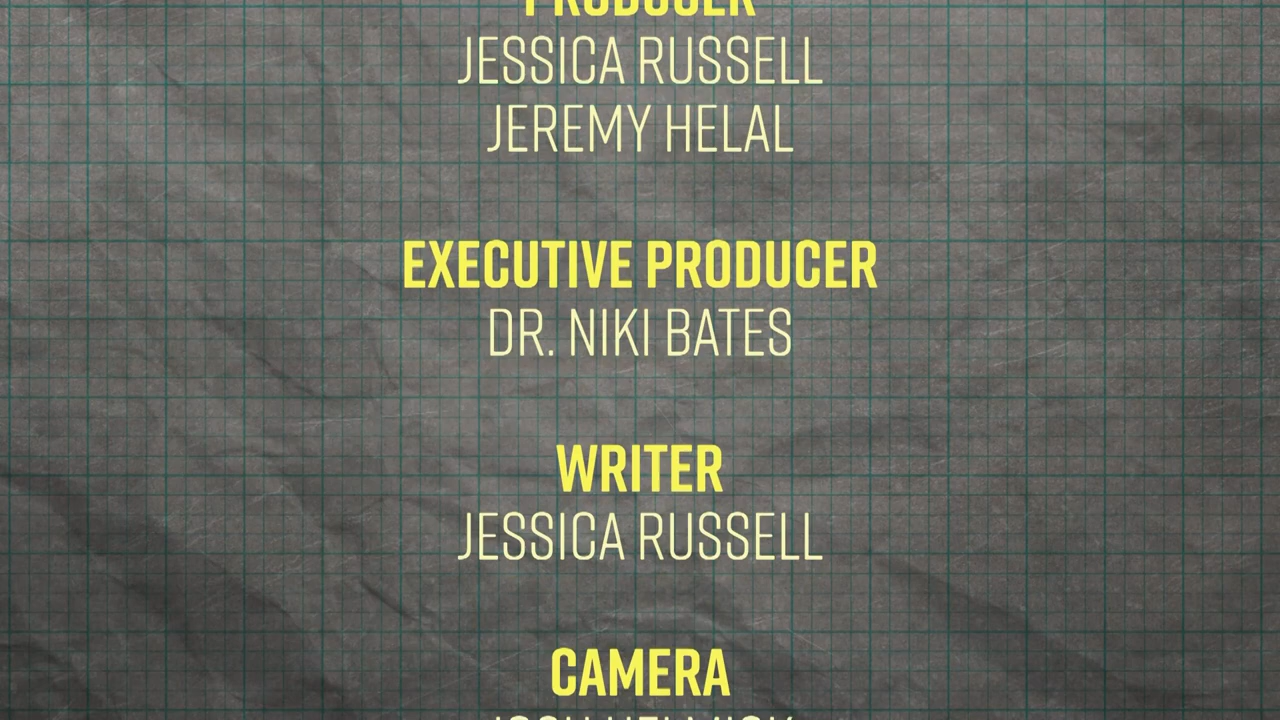 PRODUCER
JESSICA RUSSELL
JEREMY HELAL
EXECUTIVE PRODUCER
DR. NIKI BATES
WRITER
JESSICA RUSSELL
CAMERA